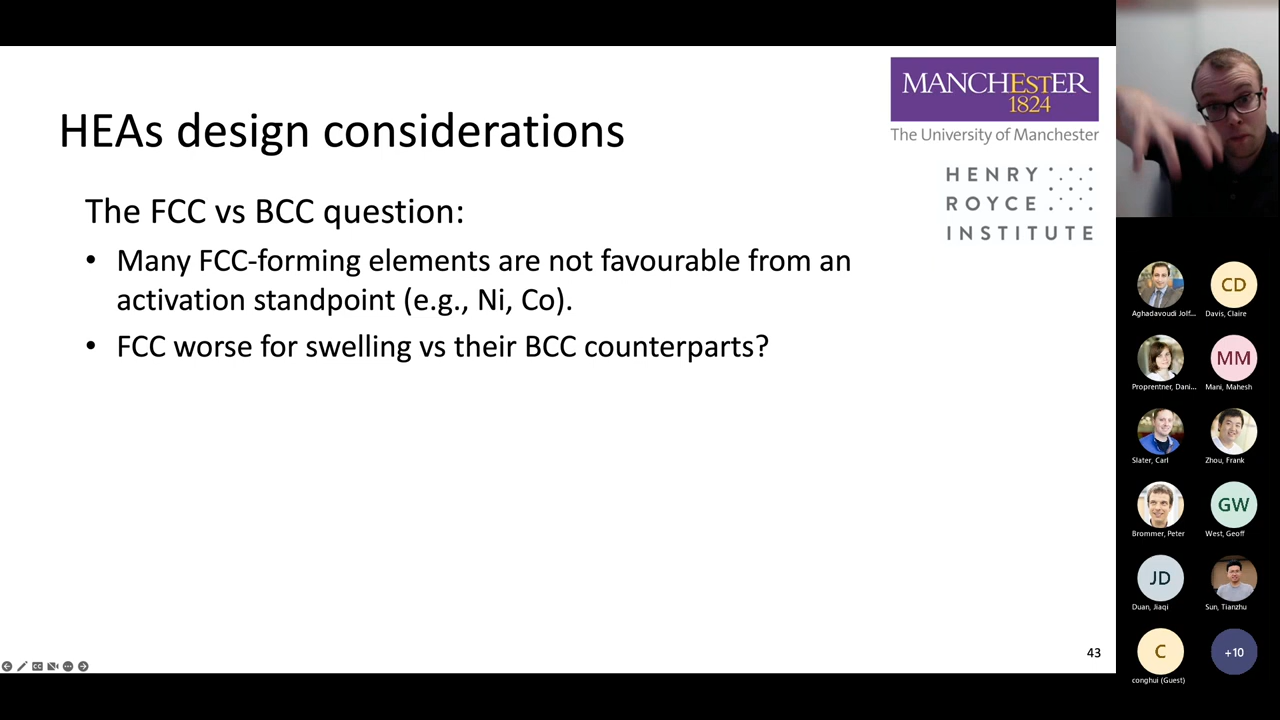 MANCHESTER
1824
The University of Manchester
HEAs design considerations
HENRY
ROYCE
INSTITUTE
The FCC vs BCC question:
• Many FCC-forming elements are not favourable from an
activation standpoint (e.g., Ni, Co).
• FCC worse for swelling vs their BCC counterparts?
43
CD
Aghadavoudi Jolf...
Davis, Claire
MM
Proprentner, Dani...
Mani, Mahesh
Slater, Carl
Zhou, Frank
GW
Brommer, Peter
West, Geoff
JD
Duan, Jiaqi
Sun, Tianzhu
C
+10
conghui (Guest)